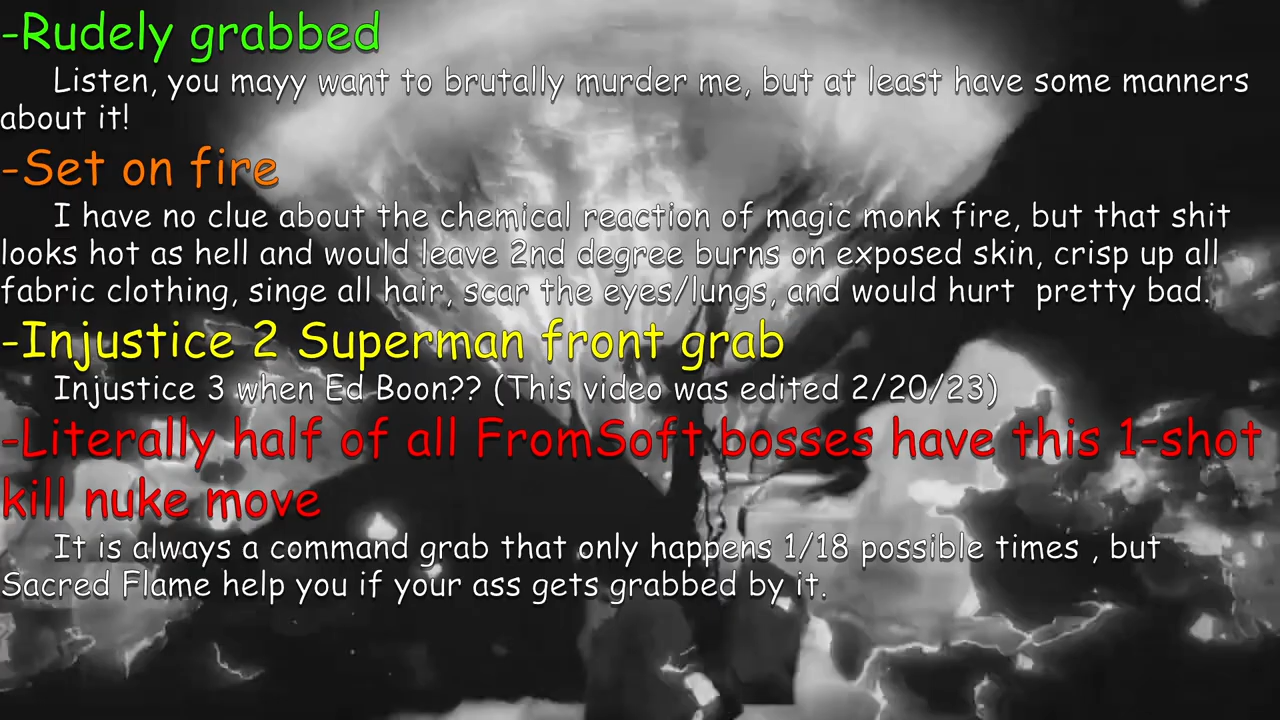 -Rudely grabbed
Listen, you mayy want to brutally murder me, but at least have some manners
about it!
-Set on fire
I have no clue about the chemical reaction of magic monk fire, but that shit
looks hot as hell and would leave 2nd degree burns on exposed skin, crisp up all
fabric clothing, singe all hair, scar the eyes/lungs, and would hurt  pretty bad.
-Injustice 2 Superman front grab
Injustice 3 when Ed Boon?? (This video was edited 2/20/23)
-Literally half of all FromSoft bosses have this 1-shot
kill nuke move
It is always a command grab that only happens 1/18 possible times , but
Sacred Flame help you if your ass gets grabbed by it.